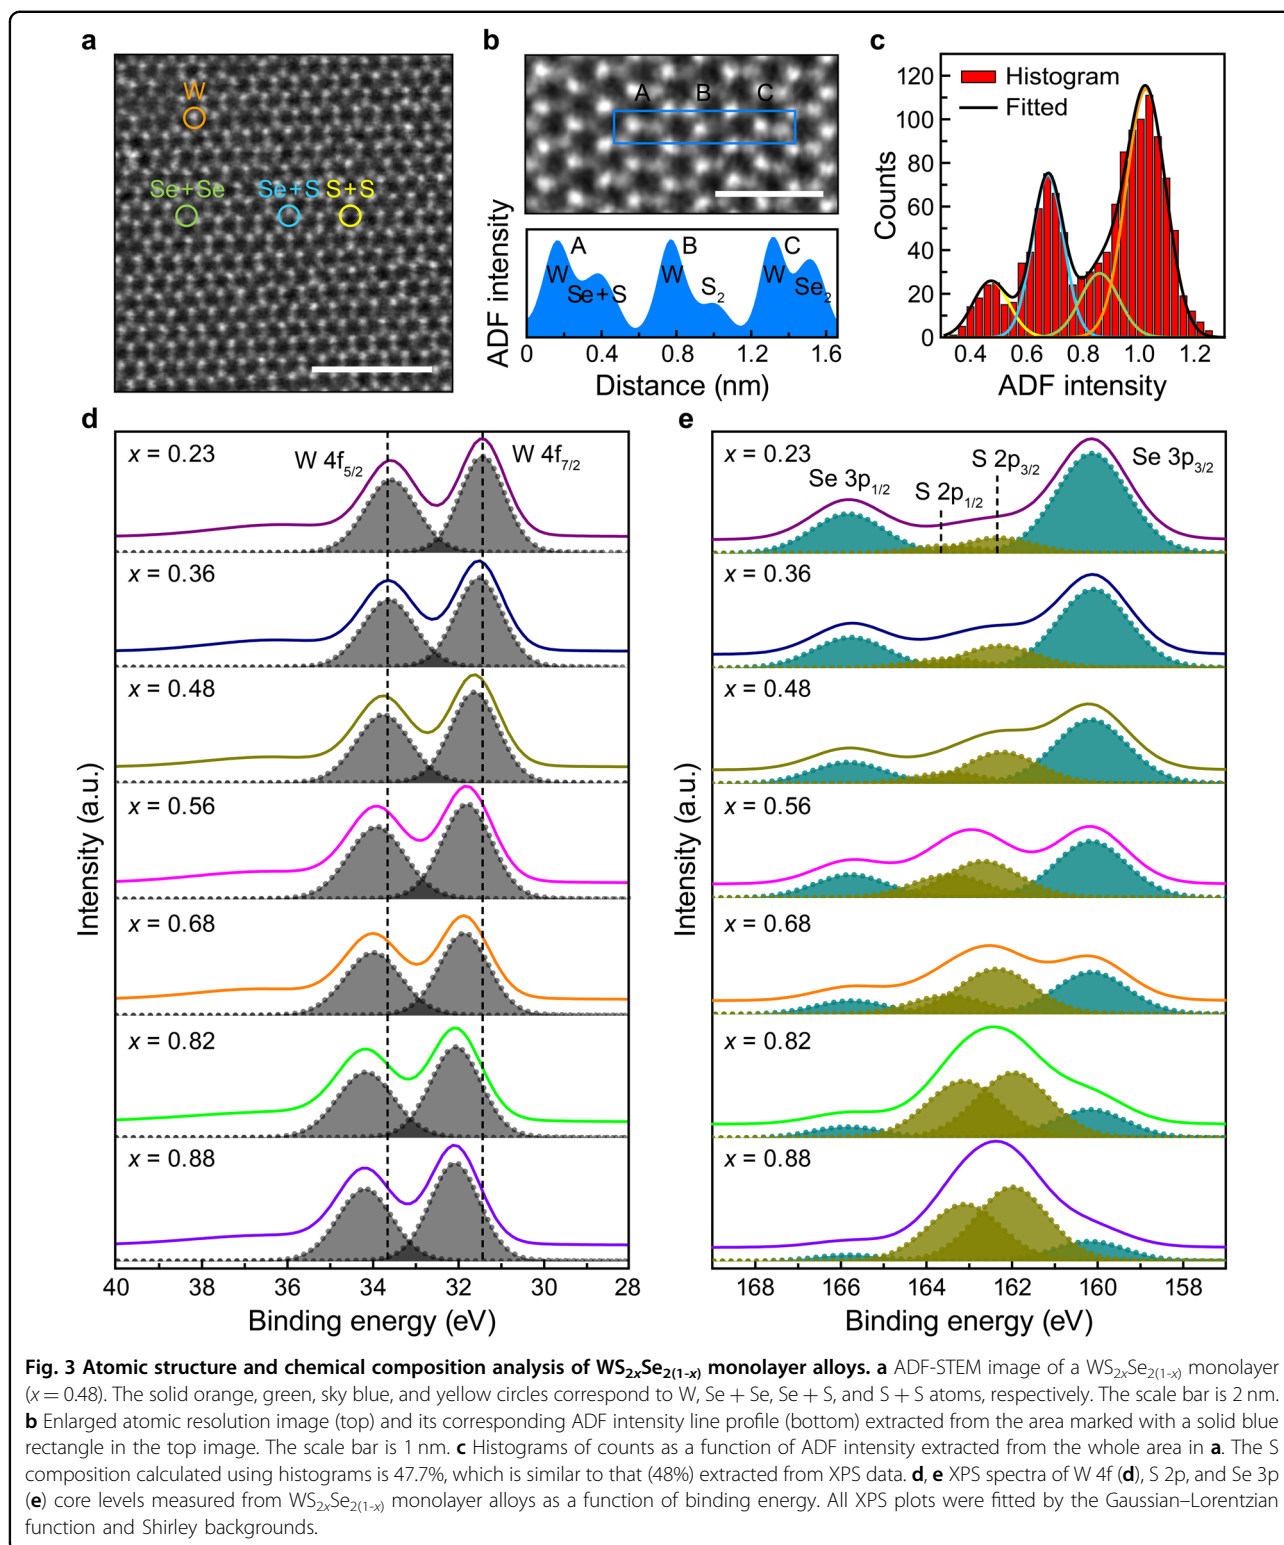 a
W
Se+Se
Se+S
S+S
b
A B C
ADF intensity
A
B
C
W
Se+S
W
S₂
W
Se₂
0 0.4 0.8 1.2 1.6
Distance (nm)
c
Histogram
Fitted
Counts
120
100
80
60
40
20
0
0.4 0.6 0.8 1.0 1.2
ADF intensity
d
x = 0.23
W 4f₅/₂
W 4f₇/₂
x = 0.36
x = 0.48
x = 0.56
x = 0.68
x = 0.82
x = 0.88
Intensity (a.u.)
40 38 36 34 32 30 28
Binding energy (eV)
e
x = 0.23
Se 3p₁/₂
S 2p₁/₂
S 2p₃/₂
Se 3p₃/₂
x = 0.36
x = 0.48
x = 0.56
x = 0.68
x = 0.82
x = 0.88
Intensity (a.u.)
168 166 164 162 160 158
Binding energy (eV)
Fig. 3 Atomic structure and chemical composition analysis of WS₂ₓSe₂₍₁₋ₓ₎ monolayer alloys. a ADF-STEM image of a WS₂ₓSe₂₍₁₋ₓ₎ monolayer
(x = 0.48). The solid orange, green, sky blue, and yellow circles correspond to W, Se + Se, Se + S, and S + S atoms, respectively. The scale bar is 2 nm.
b Enlarged atomic resolution image (top) and its corresponding ADF intensity line profile (bottom) extracted from the area marked with a solid blue
rectangle in the top image. The scale bar is 1 nm. c Histograms of counts as a function of ADF intensity extracted from the whole area in a. The S
composition calculated using histograms is 47.7%, which is similar to that (48%) extracted from XPS data. d, e XPS spectra of W 4f (d), S 2p, and Se 3p
(e) core levels measured from WS₂ₓSe₂₍₁₋ₓ₎ monolayer alloys as a function of binding energy. All XPS plots were fitted by the Gaussian–Lorentzian
function and Shirley backgrounds.